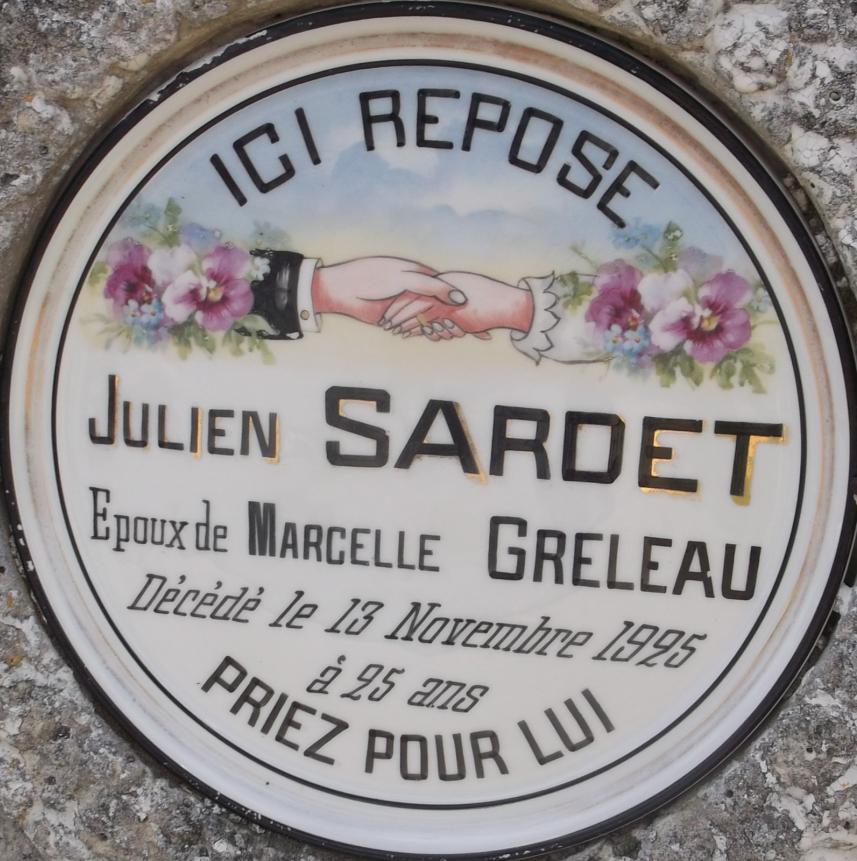 ICI REPOSE
JULIEN SARDET
Epoux de MARCELLE GRELEAU
Décédé le 13 Novembre 1925
à 25 ans
PRIEZ POUR LUI